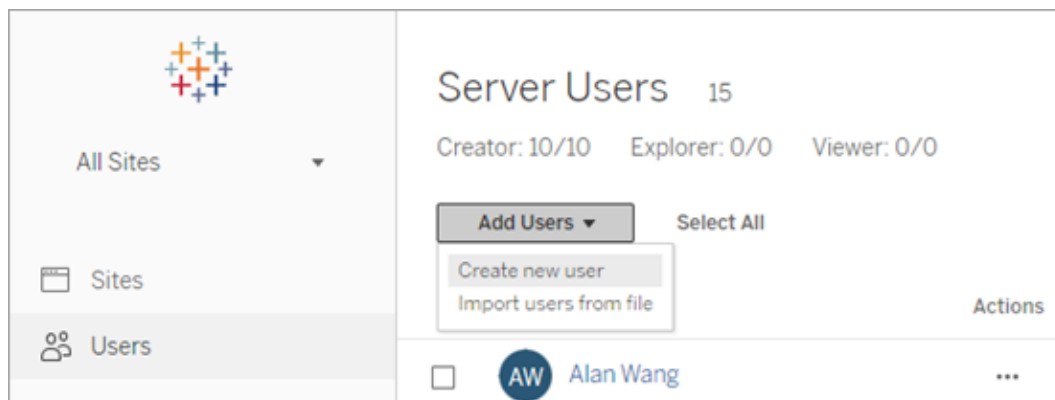 All Sites
Sites
Users
Server Users 15
Creator: 10/10 Explorer: 0/0 Viewer: 0/0
Add Users Select All
Create new user
Import users from file
Actions
AW Alan Wang